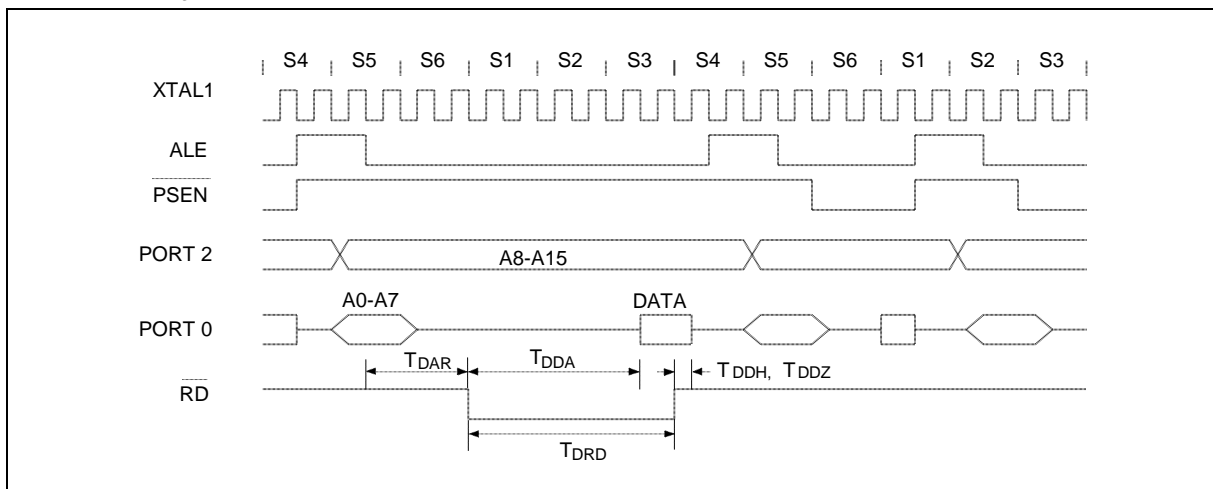 S4 S5 S6 S1 S2 S3 S4 S5 S6 S1 S2 S3
XTAL1
ALE
PSEN
PORT 2
A8-A15
A0-A7 DATA
PORT 0
TDAR TDDA TDDH, TDDZ
RD
TDRD